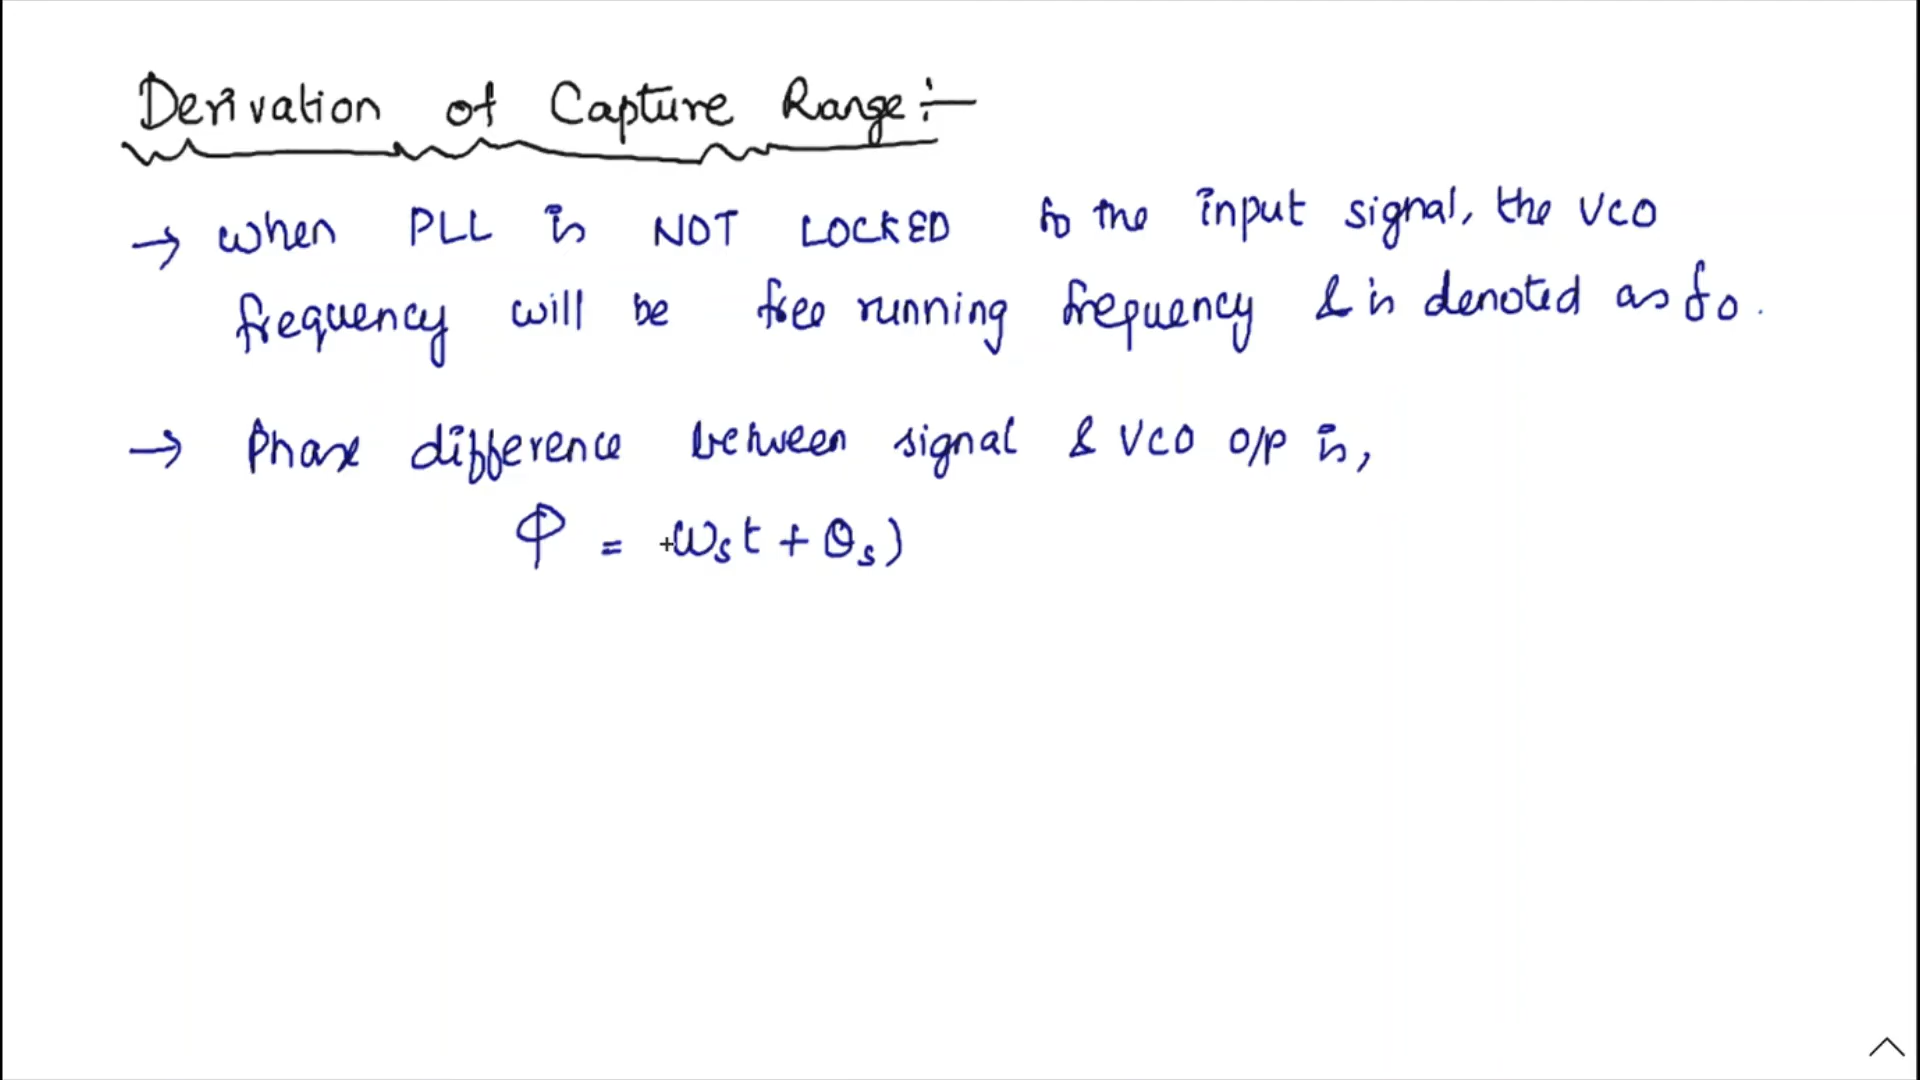 Derivation of Capture Range:-
→ When PLL is NOT LOCKED to the input signal, the VCO
frequency will be free running frequency & is denoted as fo.
→ Phase difference between signal & VCO o/p is,
Φ = ωst + θs)